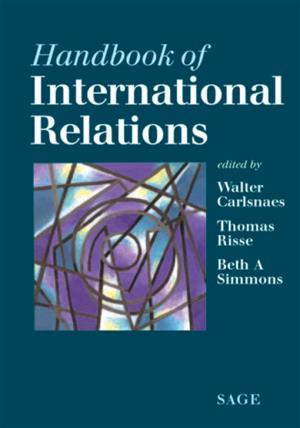 Handbook of
International
Relations
edited by
Walter
Carlsnaes
Thomas
Risse
Beth A
Simmons
SAGE